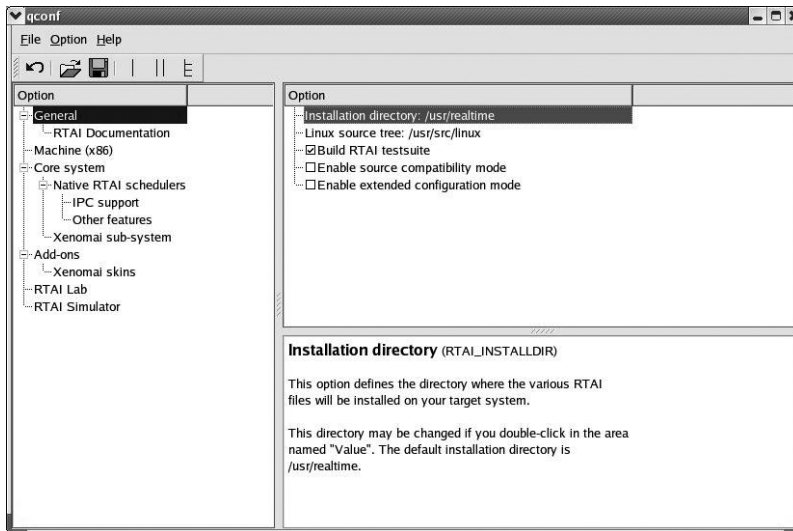 qconf
File Option Help
Option
General
RTAI Documentation
Machine (x86)
Core system
Native RTAI schedulers
IPC support
Other features
Xenomai sub-system
Add-ons
Xenomai skins
RTAI Lab
RTAI Simulator
Option
Installation directory: /usr/realtime
Linux source tree: /usr/src/linux
Build RTAI testsuite
Enable source compatibility mode
Enable extended configuration mode
Installation directory (RTAI_INSTALLDIR)
This option defines the directory where the various RTAI
files will be installed on your target system.
This directory may be changed if you double-click in the area
named "Value". The default installation directory is
/usr/realtime.